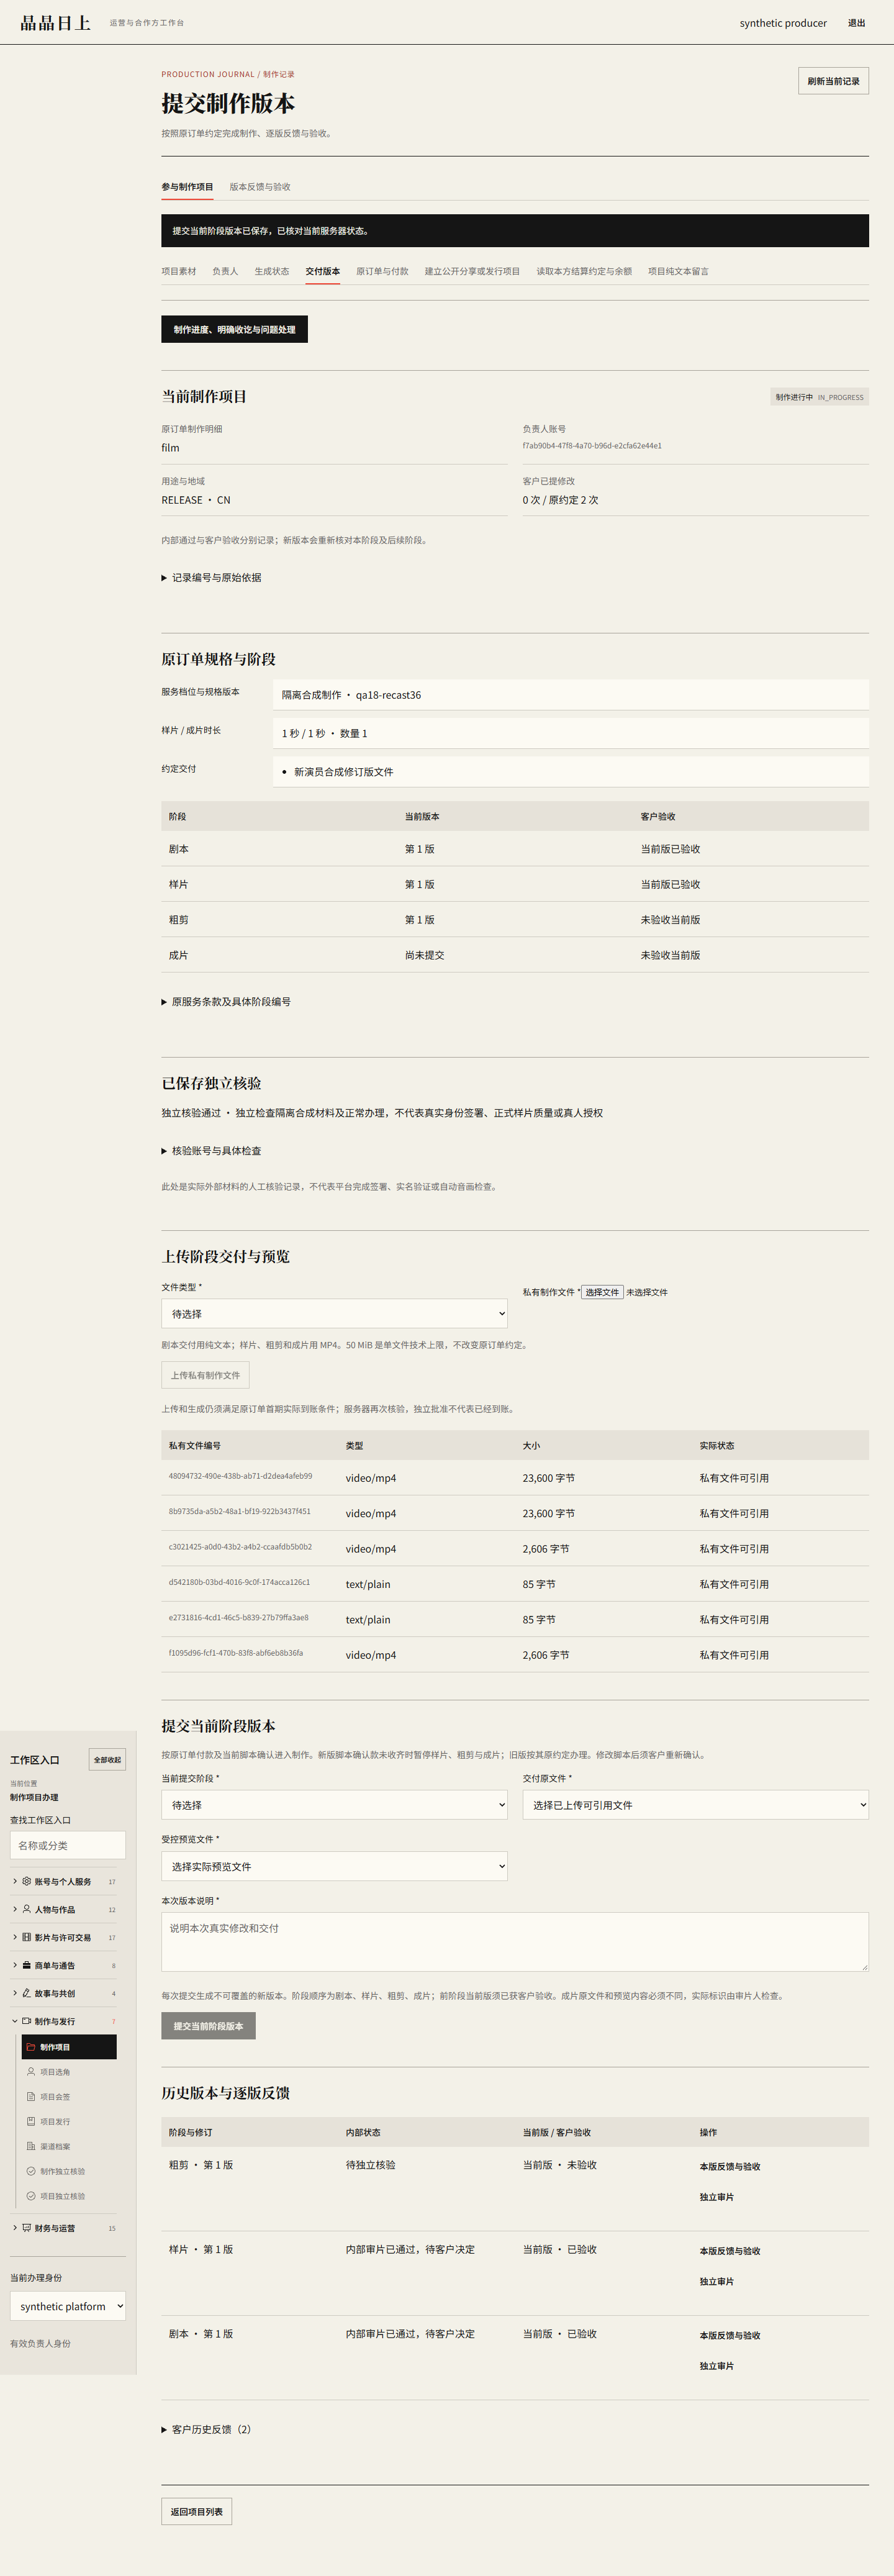 晶晶日上
运营与合作方工作台
synthetic producer
退出
PRODUCTION JOURNAL / 制作记录
提交制作版本
刷新当前记录
按照原订单约定完成制作、逐版反馈与验收。
参与制作项目
版本反馈与验收
提交当前阶段版本已保存，已核对当前服务器状态。
项目素材
负责人
生成状态
交付版本
原订单与付款
建立公开分享或发行项目
读取本方结算约定与余额
项目纯文本留言
制作进度、明确收讫与问题处理
当前制作项目
制作进行中 IN_PROGRESS
原订单制作明细
film
负责人账号
f7ab90b4-47f8-4a70-b96d-e2cfa62e44e1
用途与地域
RELEASE · CN
客户已提修改
0 次 / 原约定 2 次
内部通过与客户验收分别记录；新版本会重新核对本阶段及后续阶段。
记录编号与原始依据
原订单规格与阶段
服务档位与规格版本
隔离合成制作 · qa18-recast36
样片 / 成片时长
1 秒 / 1 秒 · 数量 1
约定交付
新演员合成修订版文件
阶段 当前版本 客户验收
剧本 第 1 版 当前版已验收
样片 第 1 版 当前版已验收
粗剪 第 1 版 未验收当前版
成片 尚未提交 未验收当前版
原服务条款及具体阶段编号
已保存独立核验
独立核验通过 · 独立检查隔离合成材料及正常办理，不代表真实身份签署、正式样片质量或真人授权
核验账号与具体检查
此处是实际外部材料的人工核验记录，不代表平台完成签署、实名验证或自动音画检查。
上传阶段交付与预览
文件类型 *
待选择
私有制作文件 * 选择文件 未选择文件
剧本交付用纯文本；样片、粗剪和成片用 MP4。50 MiB 是单文件技术上限，不改变原订单约定。
上传私有制作文件
上传和生成仍须满足原订单首期实际到账条件；服务器再次核验，独立批准不代表已经到账。
私有文件编号 类型 大小 实际状态
48094732-490e-438b-ab71-d2dea4afeb99 video/mp4 23,600 字节 私有文件可引用
8b9735da-a5b2-48a1-bf19-922b3437f451 video/mp4 23,600 字节 私有文件可引用
c3021425-a0d0-43b2-a4b2-ccaafdb5b0b2 video/mp4 2,606 字节 私有文件可引用
d542180b-03bd-4016-9c0f-174acca126c1 text/plain 85 字节 私有文件可引用
e2731816-4cd1-46c5-b839-27b79ffa3ae8 text/plain 85 字节 私有文件可引用
f1095d96-fcf1-470b-83f8-abf6eb8b36fa video/mp4 2,606 字节 私有文件可引用
提交当前阶段版本
按原订单付款及当前脚本确认进入制作。新版脚本确认款未收齐时暂停样片、粗剪与成片；旧版按其原约定办理。修改脚本后须客户重新确认。
当前提交阶段 *
待选择
交付原文件 *
选择已上传可引用文件
受控预览文件 *
选择实际预览文件
本次版本说明 *
说明本次真实修改和交付
每次提交生成不可覆盖的新版本。阶段顺序为剧本、样片、粗剪、成片；前阶段当前版须已获客户验收。成片原文件和预览内容必须不同，实际标识由审片人检查。
提交当前阶段版本
历史版本与逐版反馈
阶段与修订 内部状态 当前版 / 客户验收 操作
粗剪 · 第 1 版 待独立核验 当前版 · 未验收 本版反馈与验收
独立审片
样片 · 第 1 版 内部审片已通过，待客户决定 当前版 · 已验收 本版反馈与验收
独立审片
剧本 · 第 1 版 内部审片已通过，待客户决定 当前版 · 已验收 本版反馈与验收
独立审片
客户历史反馈（2）
返回项目列表
工作区入口
全部收起
当前位置
制作项目办理
查找工作区入口
名称或分类
账号与个人服务 17
人物与作品 12
影片与许可交易 17
商单与通告 8
故事与共创 4
制作与发行 7
制作项目
项目选角
项目会签
项目发行
渠道档案
制作独立核验
项目独立核验
财务与运营 15
当前办理身份
synthetic platform
有效负责人身份